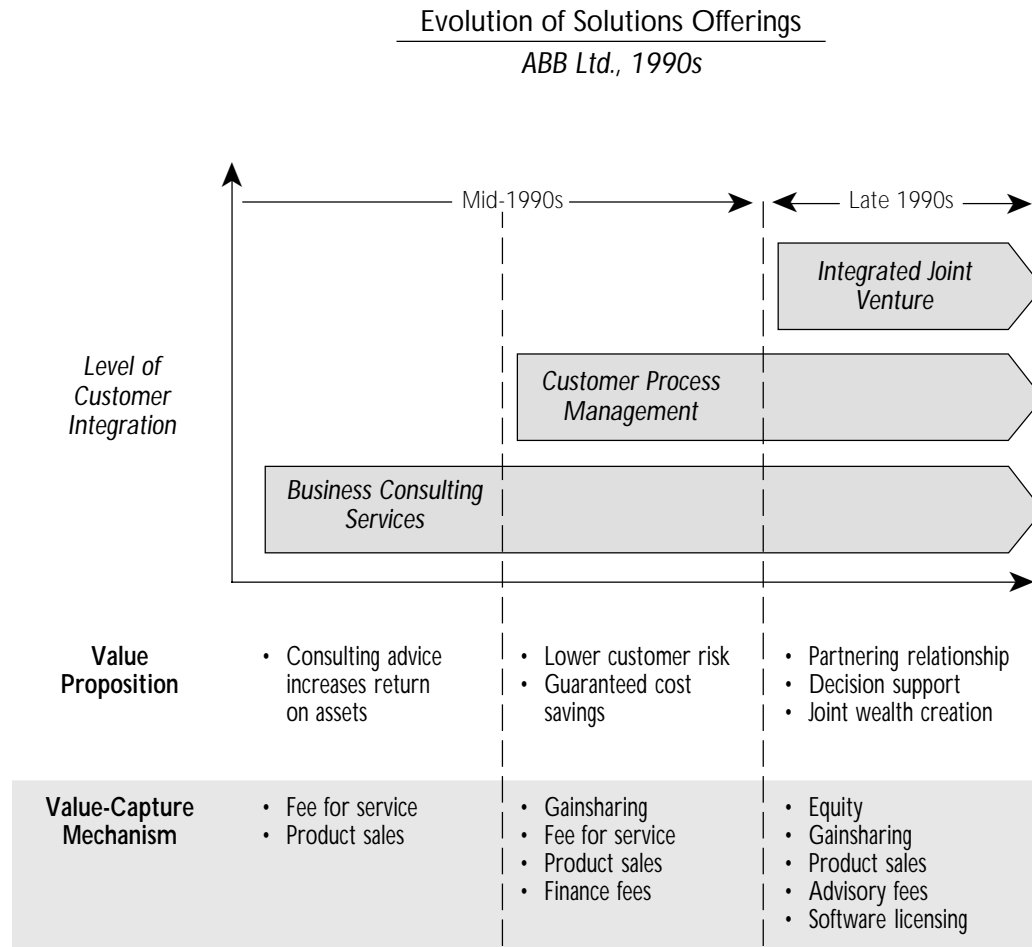 Evolution of Solutions Offerings
ABB Ltd., 1990s
Mid-1990s
Late 1990s
Integrated Joint
Venture
Level of
Customer
Integration
Customer Process
Management
Business Consulting
Services
Value
Proposition
• Consulting advice
increases return
on assets
• Lower customer risk
• Guaranteed cost
savings
• Partnering relationship
• Decision support
• Joint wealth creation
Value-Capture
Mechanism
• Fee for service
• Product sales
• Gainsharing
• Fee for service
• Product sales
• Finance fees
• Equity
• Gainsharing
• Product sales
• Advisory fees
• Software licensing